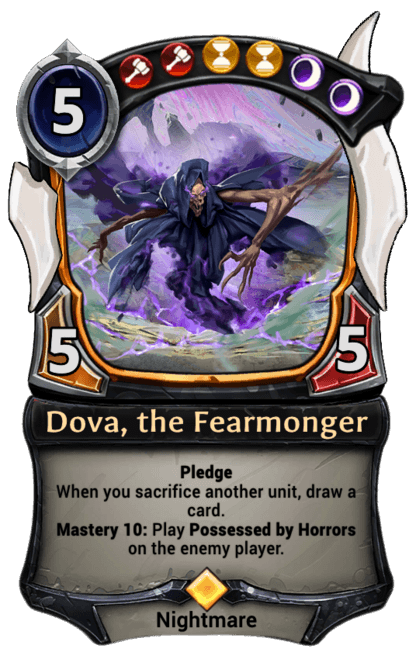 5
5
5
Dova, the Fearmonger
Pledge
When you sacrifice another unit, draw a
card.
Mastery 10: Play Possessed by Horrors
on the enemy player.
Nightmare